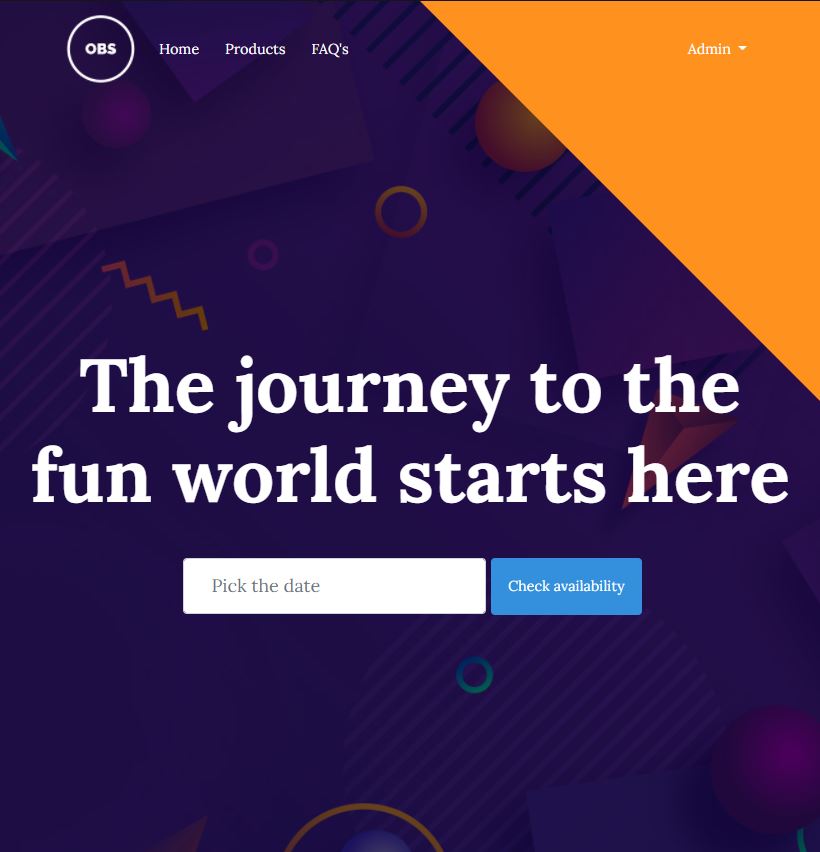 OBS
Home
Products
FAQ's
Admin
The journey to the
fun world starts here
Pick the date
Check availability